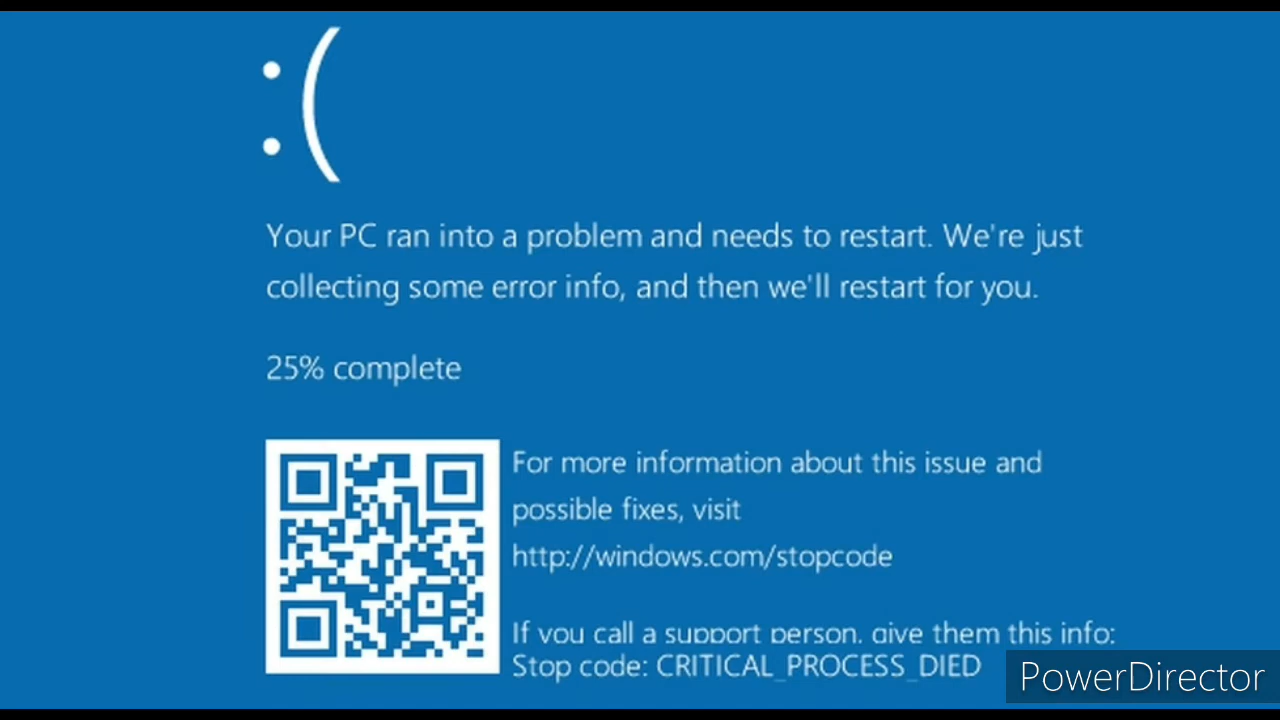 :(
Your PC ran into a problem and needs to restart. We're just
collecting some error info, and then we'll restart for you.
25% complete
For more information about this issue and
possible fixes, visit
http://windows.com/stopcode
If you call a support person, give them this info:
Stop code: CRITICAL_PROCESS_DIED
PowerDirector